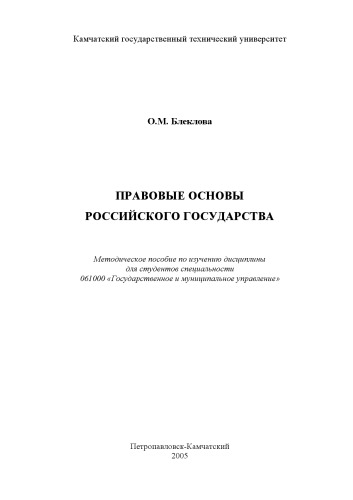 Камчатский государственный технический университет
О.М. Блеклова
ПРАВОВЫЕ ОСНОВЫ
РОССИЙСКОГО ГОСУДАРСТВА
Методическое пособие по изучению дисциплины
для студентов специальности
061000 «Государственное и муниципальное управление»
Петропавловск-Камчатский
2005